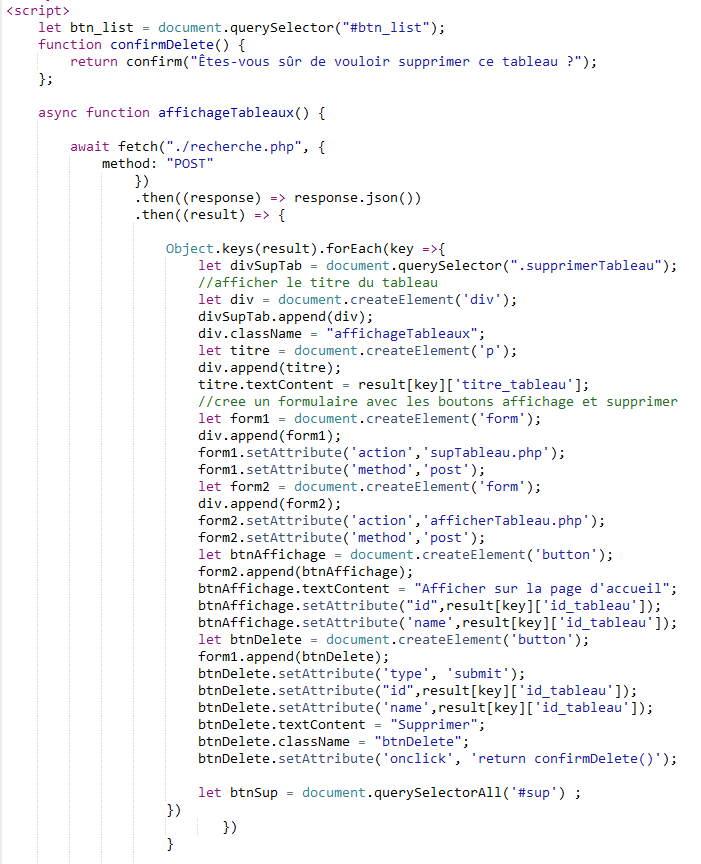 <script>
let btn_list = document.querySelector("#btn_list");
function confirmDelete() {
return confirm("Êtes-vous sûr de vouloir supprimer ce tableau ?");
};
async function affichageTableaux() {
await fetch("./recherche.php", {
method: "POST"
})
.then((response) => response.json())
.then((result) => {
Object.keys(result).forEach(key =>{
let divSupTab = document.querySelector(".supprimerTableau");
//afficher le titre du tableau
let div = document.createElement('div');
divSupTab.append(div);
div.className = "affichageTableaux";
let titre = document.createElement('p');
div.append(titre);
titre.textContent = result[key]['titre_tableau'];
//cree un formulaire avec les boutons affichage et supprimer
let form1 = document.createElement('form');
div.append(form1);
form1.setAttribute('action','supTableau.php');
form1.setAttribute('method','post');
let form2 = document.createElement('form');
div.append(form2);
form2.setAttribute('action','afficherTableau.php');
form2.setAttribute('method','post');
let btnAffichage = document.createElement('button');
form2.append(btnAffichage);
btnAffichage.textContent = "Afficher sur la page d'accueil";
btnAffichage.setAttribute("id",result[key]['id_tableau']);
btnAffichage.setAttribute('name',result[key]['id_tableau']);
let btnDelete = document.createElement('button');
form1.append(btnDelete);
btnDelete.setAttribute('type', 'submit');
btnDelete.setAttribute("id",result[key]['id_tableau']);
btnDelete.setAttribute('name',result[key]['id_tableau']);
btnDelete.textContent = "Supprimer";
btnDelete.className = "btnDelete";
btnDelete.setAttribute('onclick', 'return confirmDelete()');
let btnSup = document.querySelectorAll('#sup') ;
})
})
}